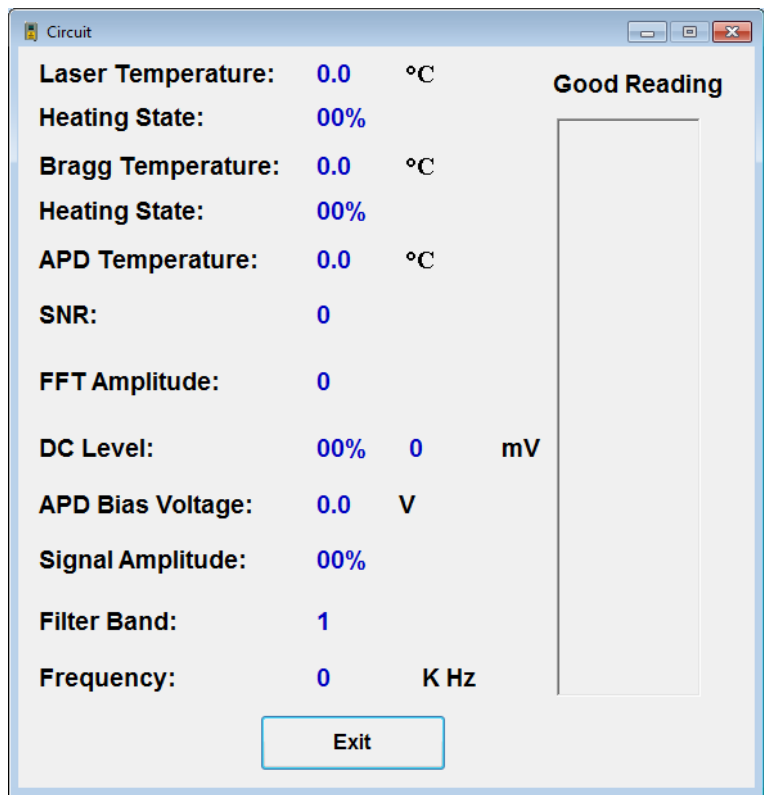 Circuit
Laser Temperature: 0.0 °C
Good Reading
Heating State: 00%
Bragg Temperature: 0.0 °C
Heating State: 00%
APD Temperature: 0.0 °C
SNR: 0
FFT Amplitude: 0
DC Level: 00% 0 mV
APD Bias Voltage: 0.0 V
Signal Amplitude: 00%
Filter Band: 1
Frequency: 0 K Hz
Exit